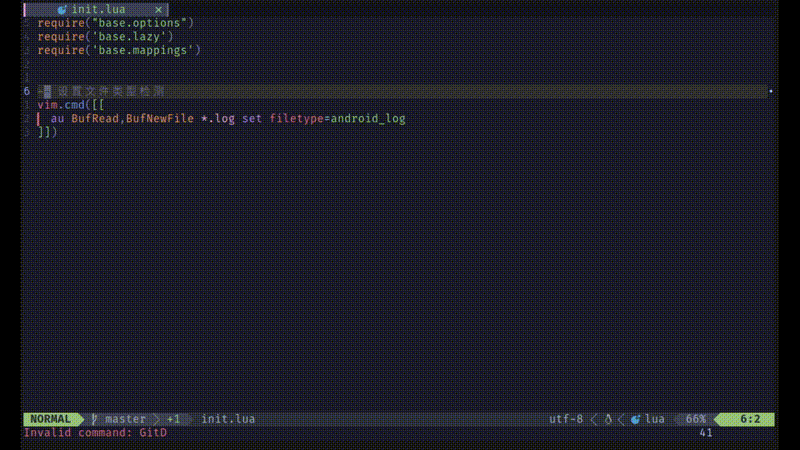 init.lua ×
5 require("base.options")
4 require('base.lazy')
3 require('base.mappings')
2
1
6 -- 设置文件类型检测
1 vim.cmd([[
2 au BufRead,BufNewFile *.log set filetype=android_log
3 ]])
NORMAL master +1 init.lua utf-8 lua 66% 6:2
Invalid command: GitD 41